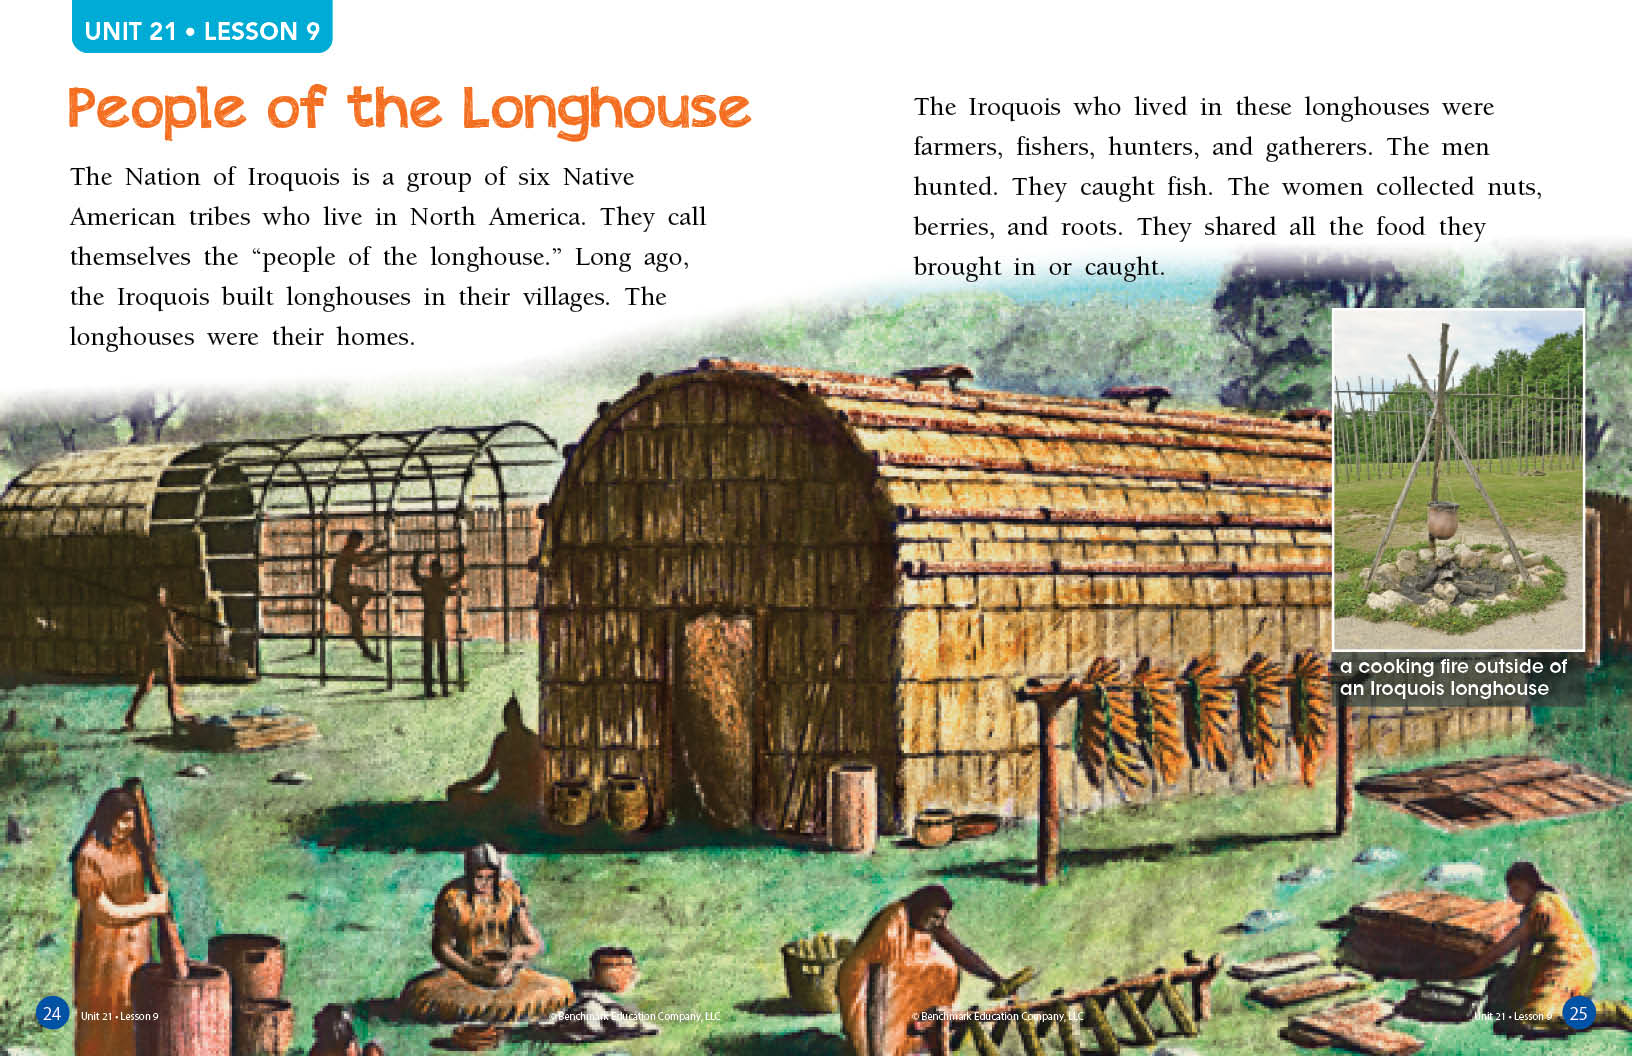 UNIT 21 • LESSON 9
People of the Longhouse
The Nation of Iroquois is a group of six Native
American tribes who live in North America. They call
themselves the “people of the longhouse.” Long ago,
the Iroquois built longhouses in their villages. The
longhouses were their homes.
The Iroquois who lived in these longhouses were
farmers, fishers, hunters, and gatherers. The men
hunted. They caught fish. The women collected nuts,
berries, and roots. They shared all the food they
brought in or caught.
a cooking fire outside of
an Iroquois longhouse
24
Unit 21 • Lesson 9
© Benchmark Education Company, LLC
© Benchmark Education Company, LLC
Unit 21 • Lesson 9
25